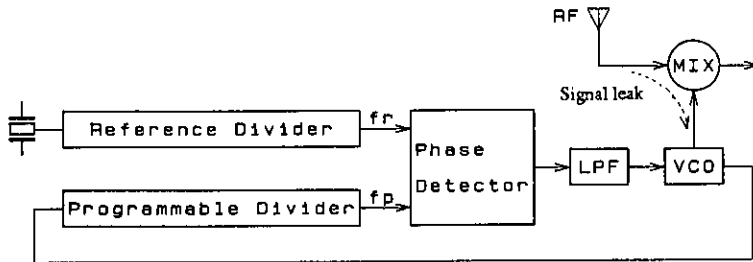 RF
MIX
Signal leak
Reference Divider
fr
Phase
Detector
LPF
VCO
Programmable Divider
fp